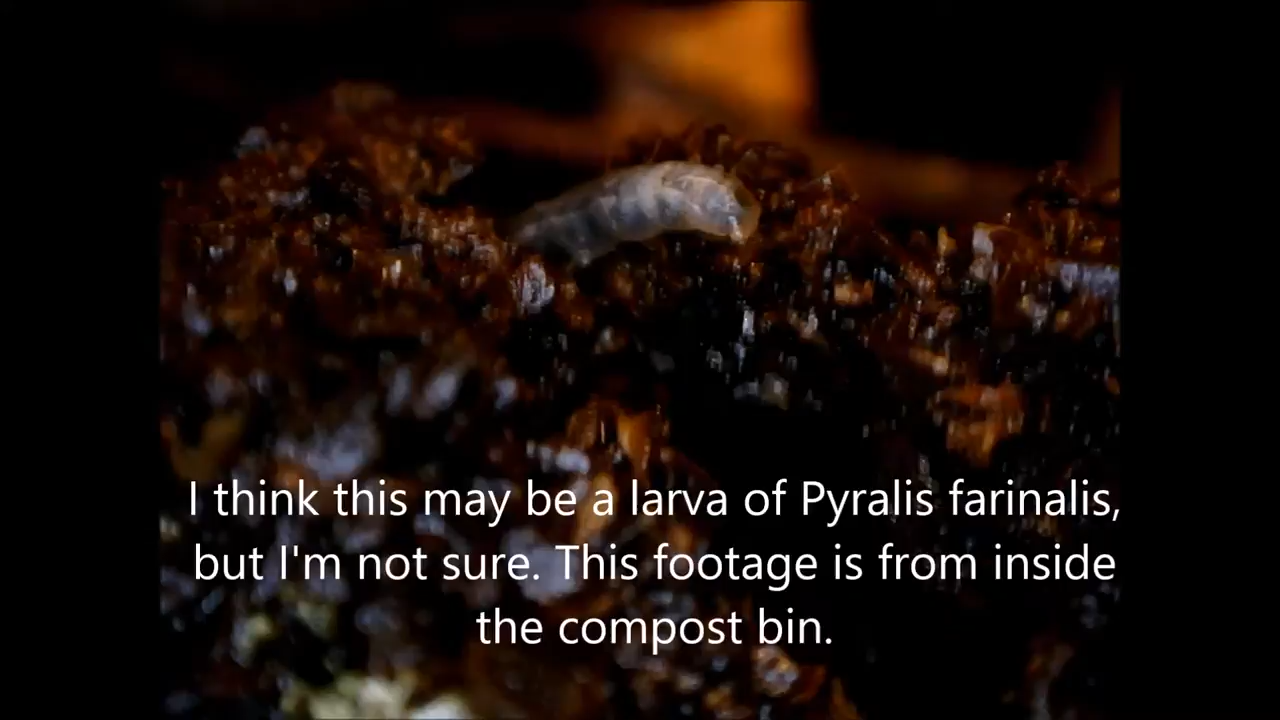 I think this may be a larva of Pyralis farinalis,
but I'm not sure. This footage is from inside
the compost bin.